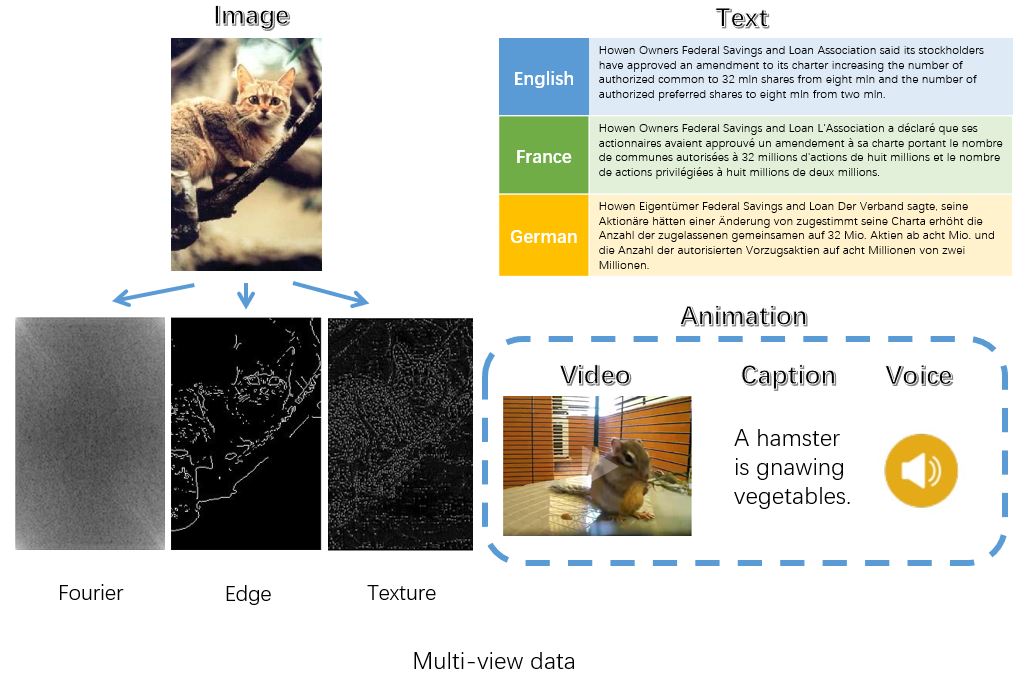 Image
Text
English
Howen Owners Federal Savings and Loan Association said its stockholders
have approved an amendment to its charter increasing the number of
authorized common to 32 mln shares from eight mln and the number of
authorized preferred shares to eight mln from two mln.
France
Howen Owners Federal Savings and Loan L'Association a déclaré que ses
actionnaires avaient approuvé un amendement à sa charte portant le nombre
de communes autorisées à 32 millions d'actions de huit millions et le nombre
de actions privilégiées à huit millions de deux millions.
German
Howen Eigentümer Federal Savings and Loan Der Verband sagte, seine
Aktionäre hätten einer Änderung von zugestimmt seine Charta erhöht die
Anzahl der zugelassenen gemeinsamen auf 32 Mio. Aktien ab acht Mio. und
die Anzahl der autorisierten Vorzugsaktien auf acht Millionen von zwei
Millionen.
Animation
Video
Caption
Voice
A hamster
is gnawing
vegetables.
Fourier
Edge
Texture
Multi-view data